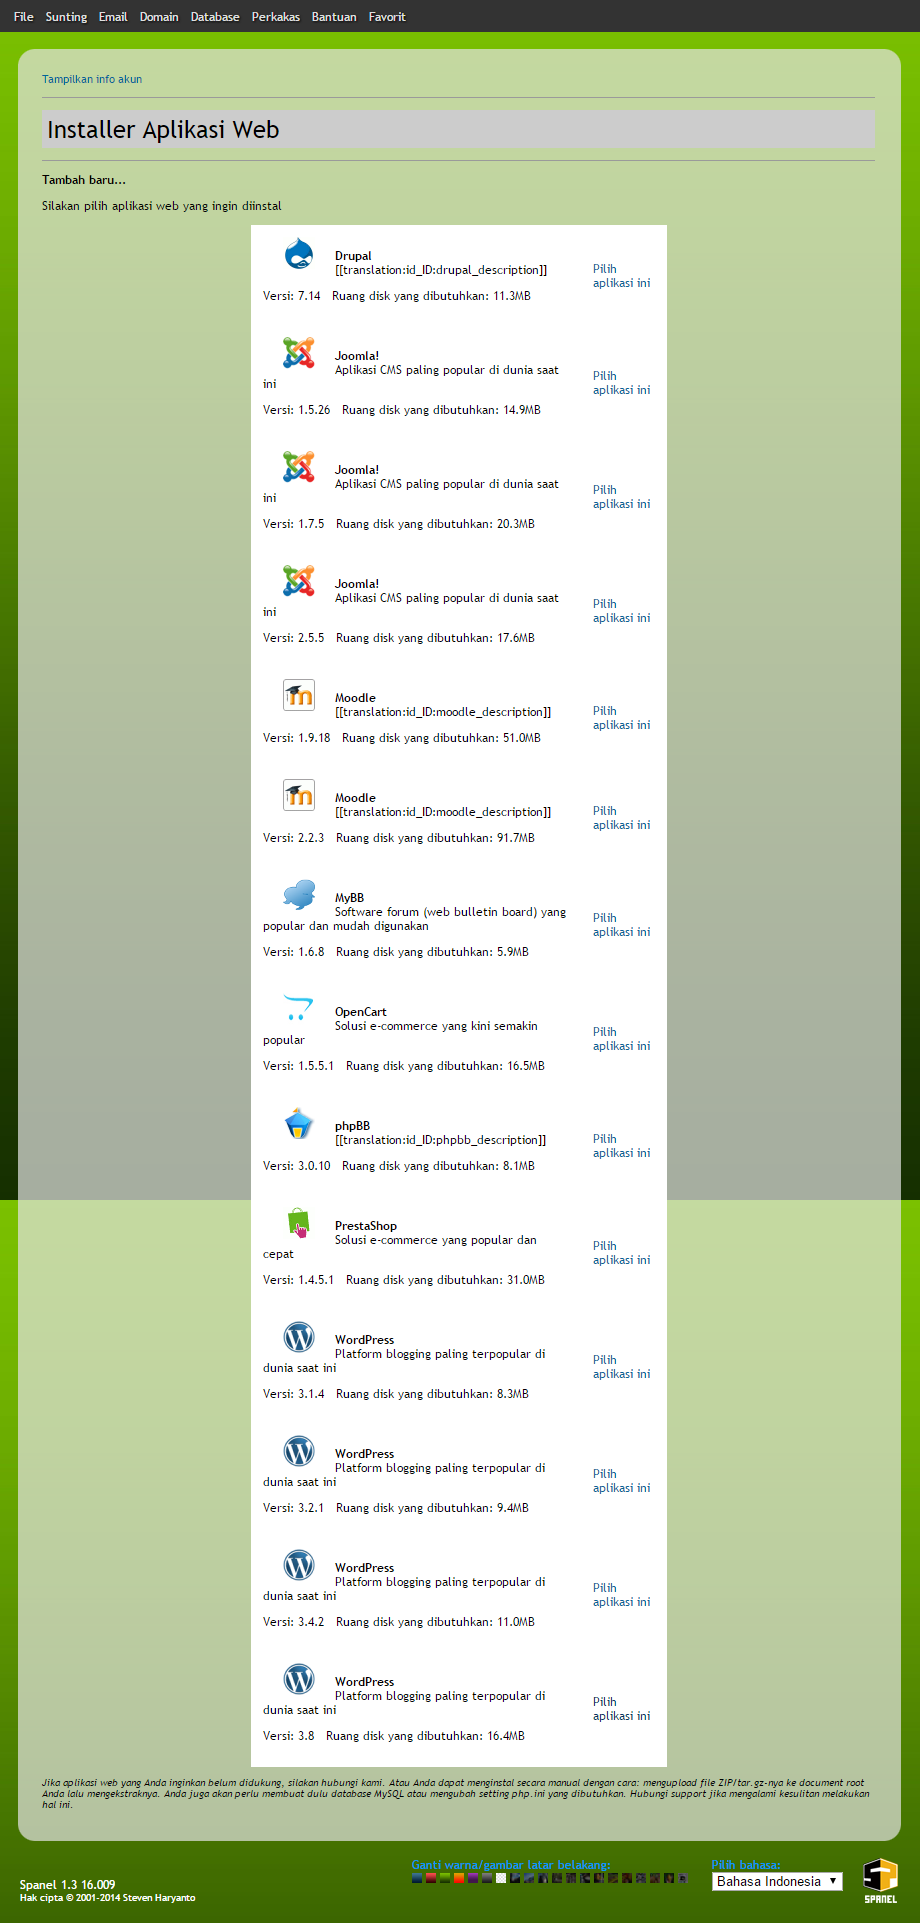 File Sunting Email Domain Database Perkakas Bantuan Favorit
Tampilkan info akun
Installer Aplikasi Web
Tambah baru...
Silakan pilih aplikasi web yang ingin diinstal
Drupal
[[translation:id_ID:drupal_description]]
Versi: 7.14 Ruang disk yang dibutuhkan: 11.3MB
Pilih
aplikasi ini
Joomla!
Aplikasi CMS paling popular di dunia saat
ini
Versi: 1.5.26 Ruang disk yang dibutuhkan: 14.9MB
Pilih
aplikasi ini
Joomla!
Aplikasi CMS paling popular di dunia saat
ini
Versi: 1.7.5 Ruang disk yang dibutuhkan: 20.3MB
Pilih
aplikasi ini
Joomla!
Aplikasi CMS paling popular di dunia saat
ini
Versi: 2.5.5 Ruang disk yang dibutuhkan: 17.6MB
Pilih
aplikasi ini
Moodle
[[translation:id_ID:moodle_description]]
Versi: 1.9.18 Ruang disk yang dibutuhkan: 51.0MB
Pilih
aplikasi ini
Moodle
[[translation:id_ID:moodle_description]]
Versi: 2.2.3 Ruang disk yang dibutuhkan: 91.7MB
Pilih
aplikasi ini
MyBB
Software forum (web bulletin board) yang
popular dan mudah digunakan
Versi: 1.6.8 Ruang disk yang dibutuhkan: 5.9MB
Pilih
aplikasi ini
OpenCart
Solusi e-commerce yang kini semakin
popular
Versi: 1.5.5.1 Ruang disk yang dibutuhkan: 16.5MB
Pilih
aplikasi ini
phpBB
[[translation:id_ID:phpbb_description]]
Versi: 3.0.10 Ruang disk yang dibutuhkan: 8.1MB
Pilih
aplikasi ini
PrestaShop
Solusi e-commerce yang popular dan
cepat
Versi: 1.4.5.1 Ruang disk yang dibutuhkan: 31.0MB
Pilih
aplikasi ini
WordPress
Platform blogging paling terpopular di
dunia saat ini
Versi: 3.1.4 Ruang disk yang dibutuhkan: 8.3MB
Pilih
aplikasi ini
WordPress
Platform blogging paling terpopular di
dunia saat ini
Versi: 3.2.1 Ruang disk yang dibutuhkan: 9.4MB
Pilih
aplikasi ini
WordPress
Platform blogging paling terpopular di
dunia saat ini
Versi: 3.4.2 Ruang disk yang dibutuhkan: 11.0MB
Pilih
aplikasi ini
WordPress
Platform blogging paling terpopular di
dunia saat ini
Versi: 3.8 Ruang disk yang dibutuhkan: 16.4MB
Pilih
aplikasi ini
Jika aplikasi web yang Anda inginkan belum didukung, silakan hubungi kami. Atau Anda dapat menginstal secara manual dengan cara: mengupload file ZIP/tar.gz-nya ke document root
Anda lalu mengekstraknya. Anda juga akan perlu membuat dulu database MySQL atau mengubah setting php.ini yang dibutuhkan. Hubungi support jika mengalami kesulitan melakukan
hal ini.
Spanel 1.3 16.009
Hak cipta © 2001-2014 Steven Haryanto
Ganti warna/gambar latar belakang:
Pilih bahasa:
Bahasa Indonesia
SPANEL